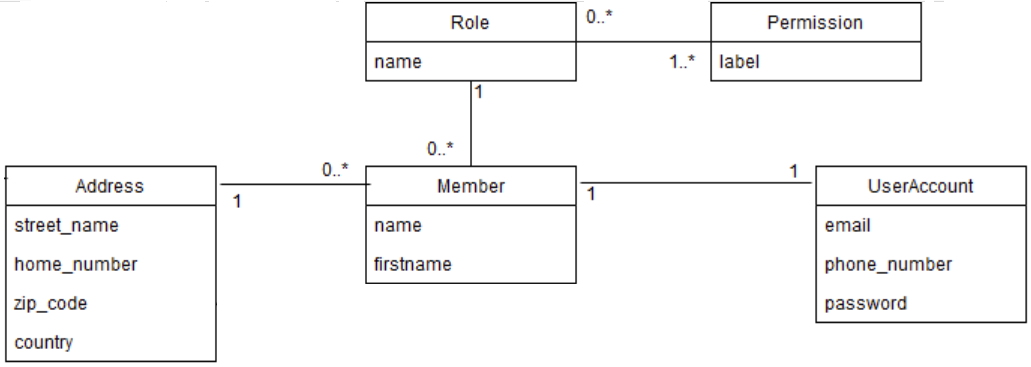 Role
0..*
Permission
name
1..*
label
1
0..*
Address
0..*
1
Member
1
1
UserAccount
street_name
name
email
home_number
firstname
phone_number
zip_code
password
country